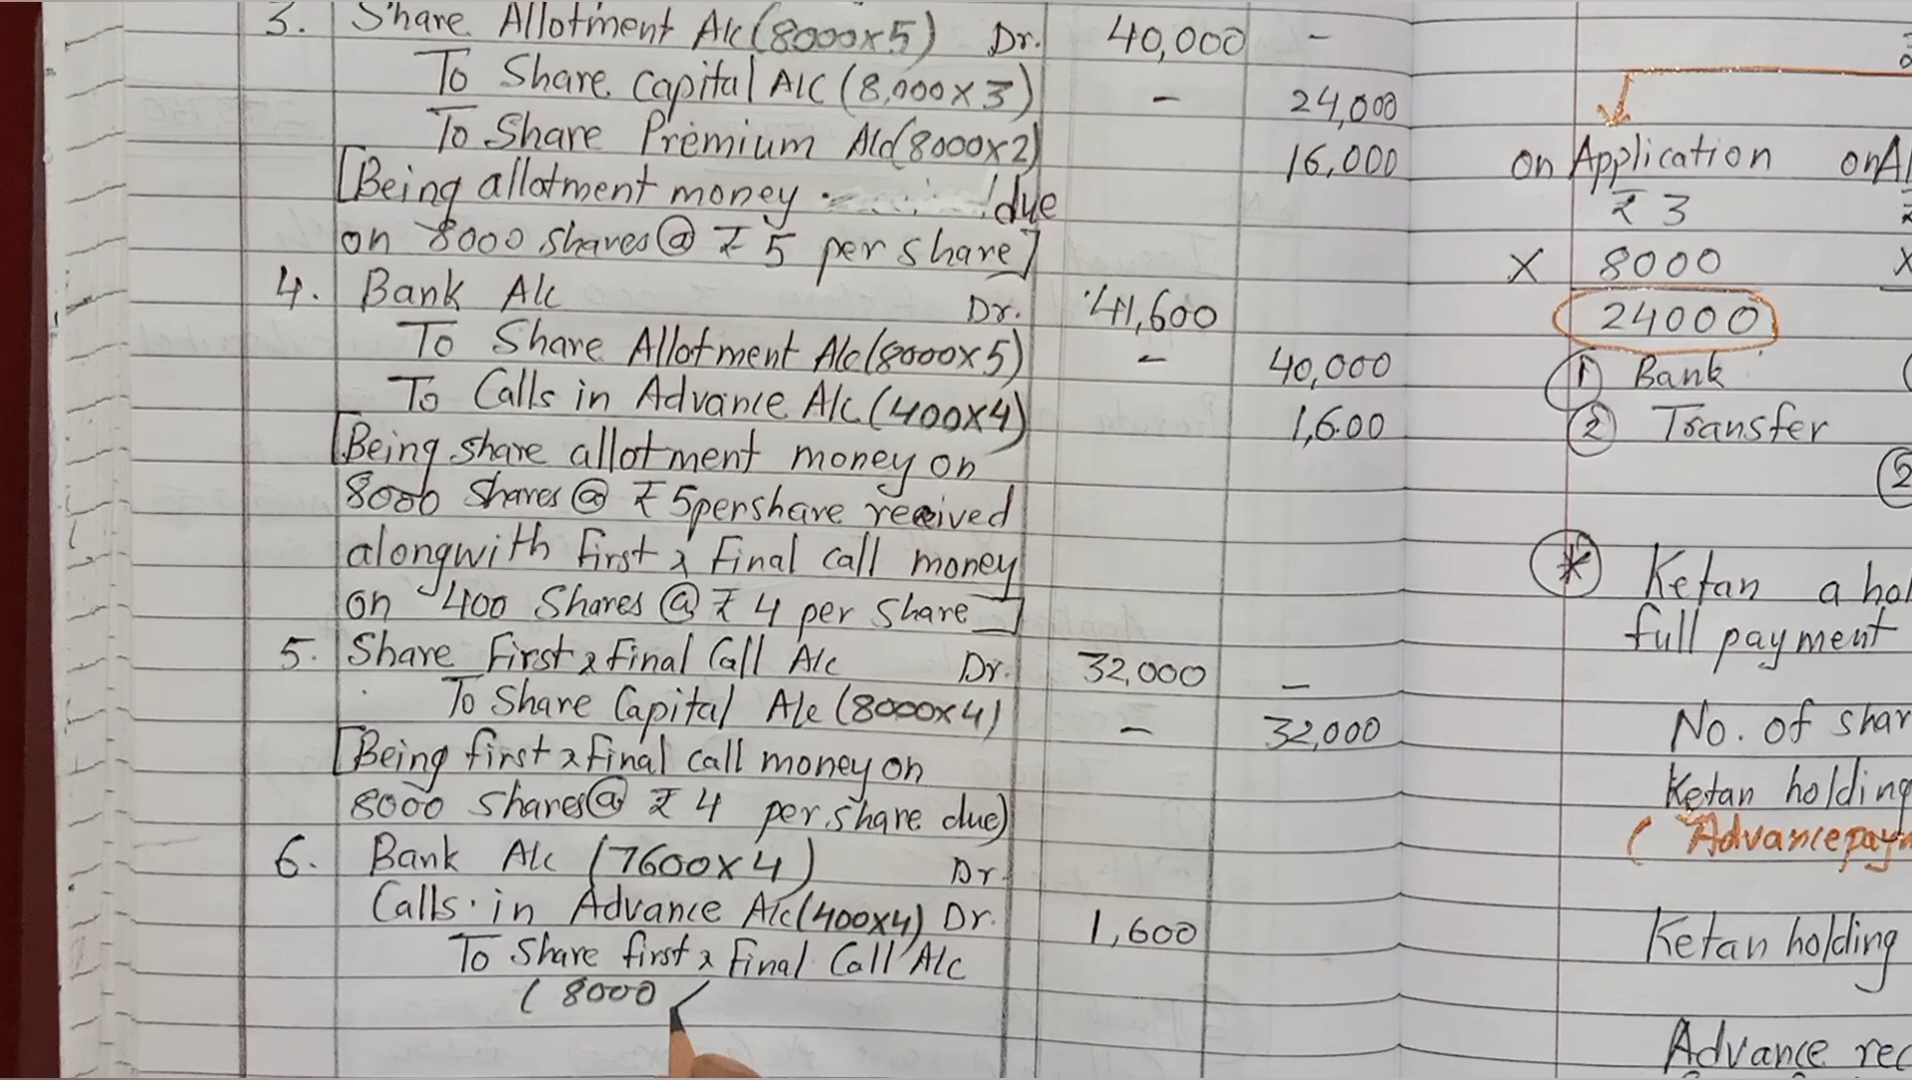 3. Share Allotment A/c (8000x5) Dr. 40,000 -
To Share Capital A/C (8,000 x 3) - 24,000
To Share Premium A/c (8000x2) 16,000
[Being allotment money due
on 8000 shares @ ₹ 5 per share]
4. Bank A/c Dr. 41,600
To Share Allotment A/c (8000x5) - 40,000
To Calls in Advance A/c (400x4) 1,600
[Being share allotment money on
8000 Shares @ ₹ 5 per share received
alongwith first & Final call money
on 400 Shares @ ₹ 4 per Share]
5. Share First & Final Call A/c Dr. 32,000 -
To Share Capital A/c (8000x4) - 32,000
[Being first & final call money on
8000 shares @ ₹ 4 per share due)
6. Bank A/c (7600x4) Dr.
Calls in Advance A/c (400x4) Dr. 1,600
To Share first & Final Call A/c
( 8000
on Application onAl
₹ 3
X 8000 X
24000
① Bank
② Transfer
②
* Ketan a hol
full payment
No. of shar
Ketan holding
( Advance paym
Ketan holding
Advance rec